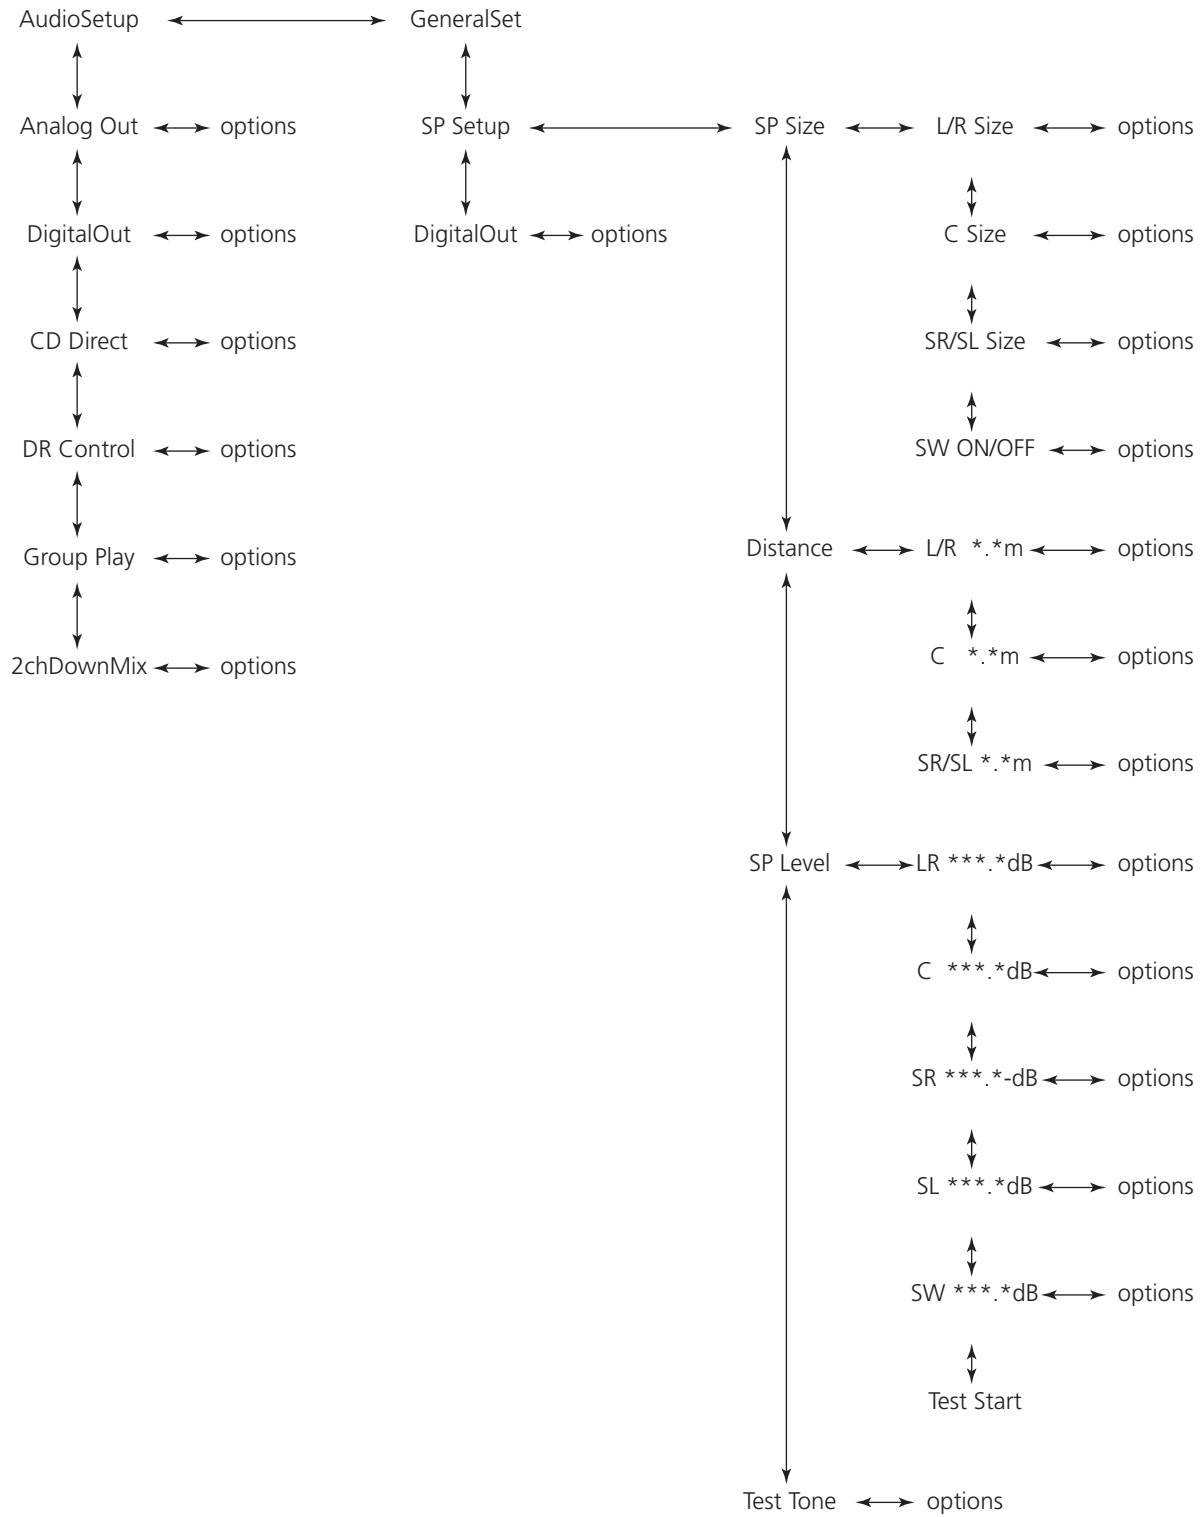 AudioSetup GeneralSet
Analog Out options SP Setup SP Size L/R Size options
DigitalOut options DigitalOut options C Size options
CD Direct options SR/SL Size options
DR Control options SW ON/OFF options
Group Play options Distance L/R *.*m options
2chDownMix options C *.*m options
SR/SL *.*m options
SP Level LR ***.*dB options
C ***.*dB options
SR ***.*-dB options
SL ***.*dB options
SW ***.*dB options
Test Start
Test Tone options